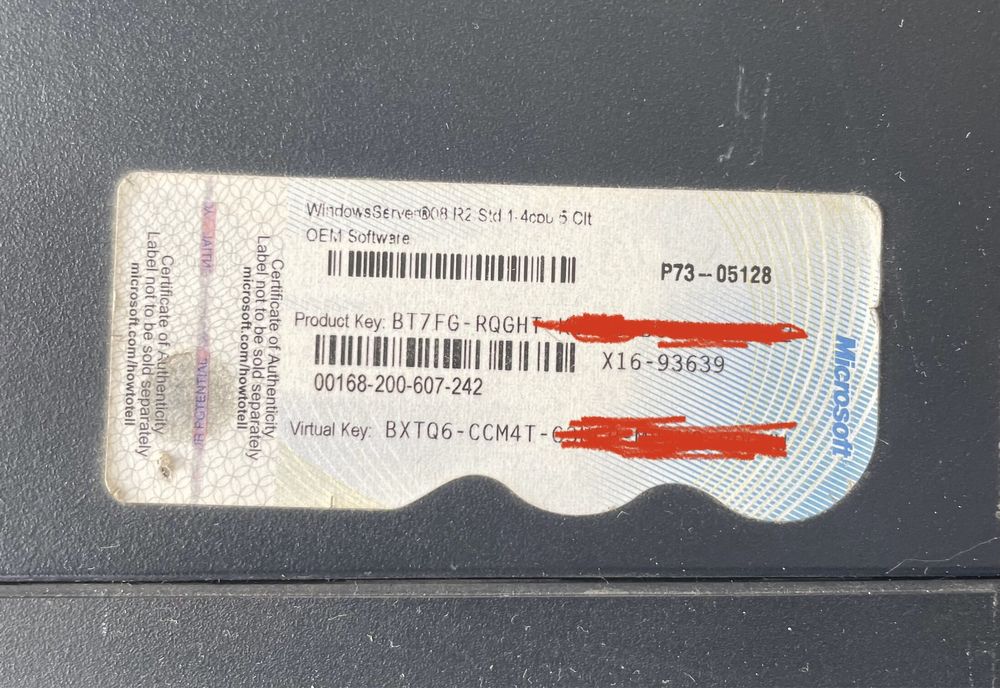 WindowsServer®08 R2 Std 1-4cpu 5 Clt
OEM Software
P73-05128
Product Key: BT7FG-RQGHT
X16-93639
00168-200-607-242
Virtual Key: BXTQ6-CCM4T-
Microsoft
Certificate of Authenticity
Label not to be sold separately
microsoft.com/howtotell
Certificate of Authenticity
Label not to be sold separately
microsoft.com/howtotell